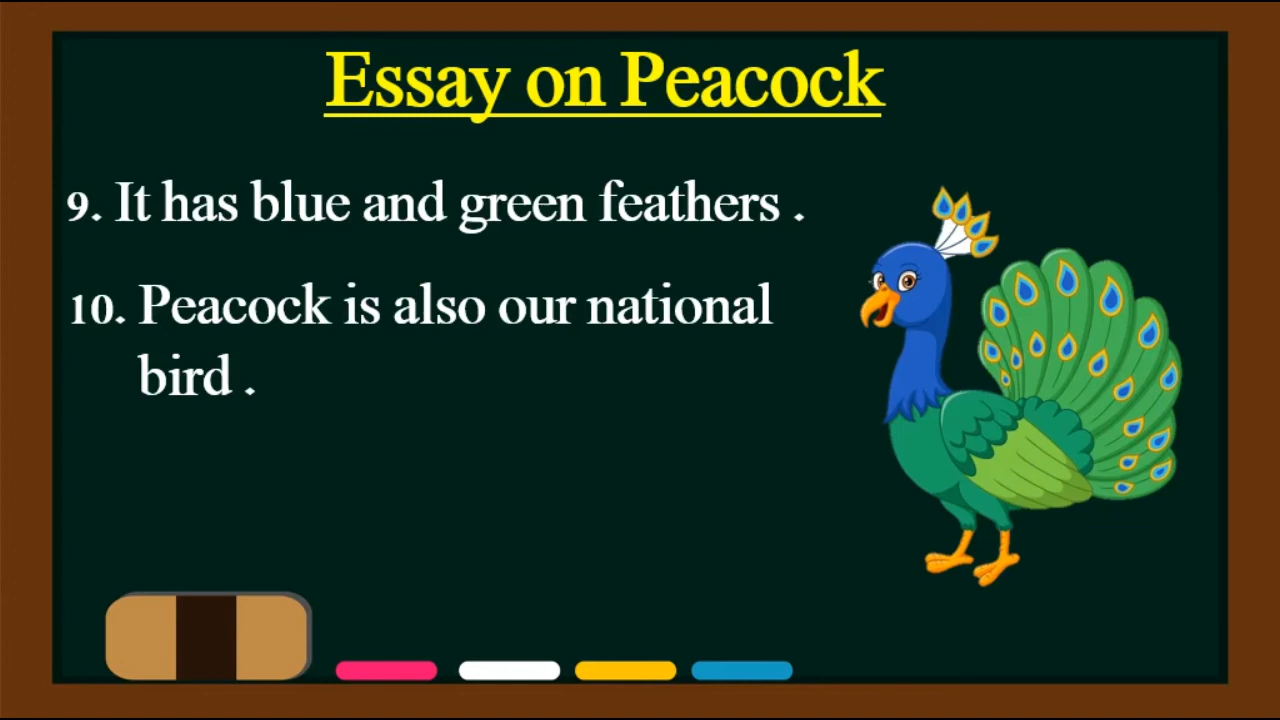 Essay on Peacock
9. It has blue and green feathers .
10. Peacock is also our national
bird .